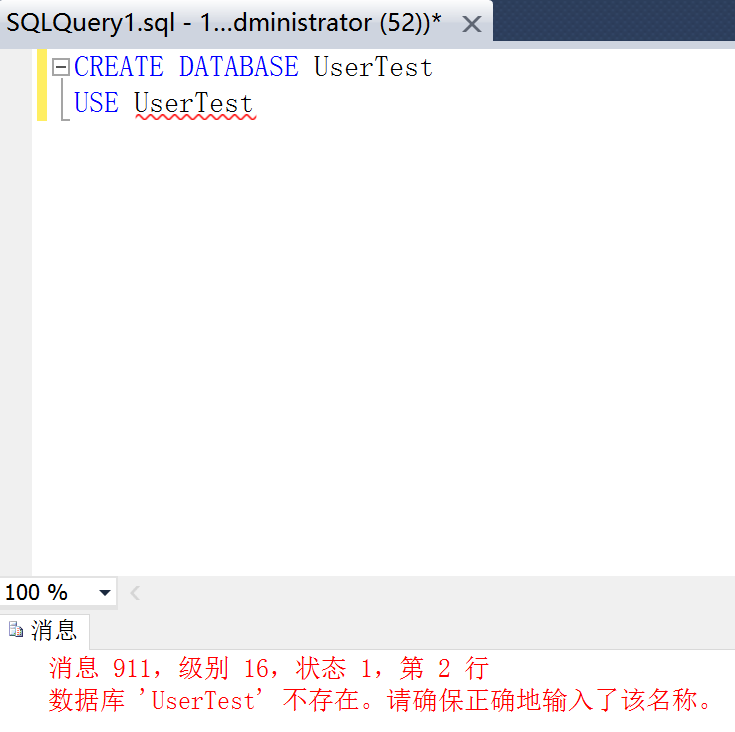 SQLQuery1.sql - 1...dministrator (52))*
CREATE DATABASE UserTest
USE UserTest
100 %
消息
消息 911，级别 16，状态 1，第 2 行
数据库 'UserTest' 不存在。请确保正确地输入了该名称。